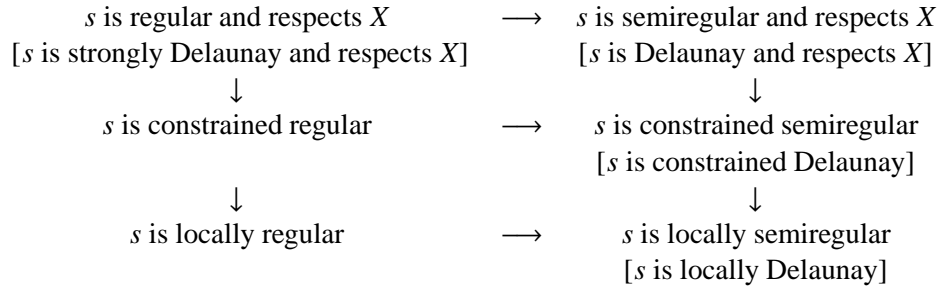 s is regular and respects X → s is semiregular and respects X
[s is strongly Delaunay and respects X] [s is Delaunay and respects X]
↓ ↓
s is constrained regular → s is constrained semiregular
[s is constrained Delaunay]
↓ ↓
s is locally regular → s is locally semiregular
[s is locally Delaunay]